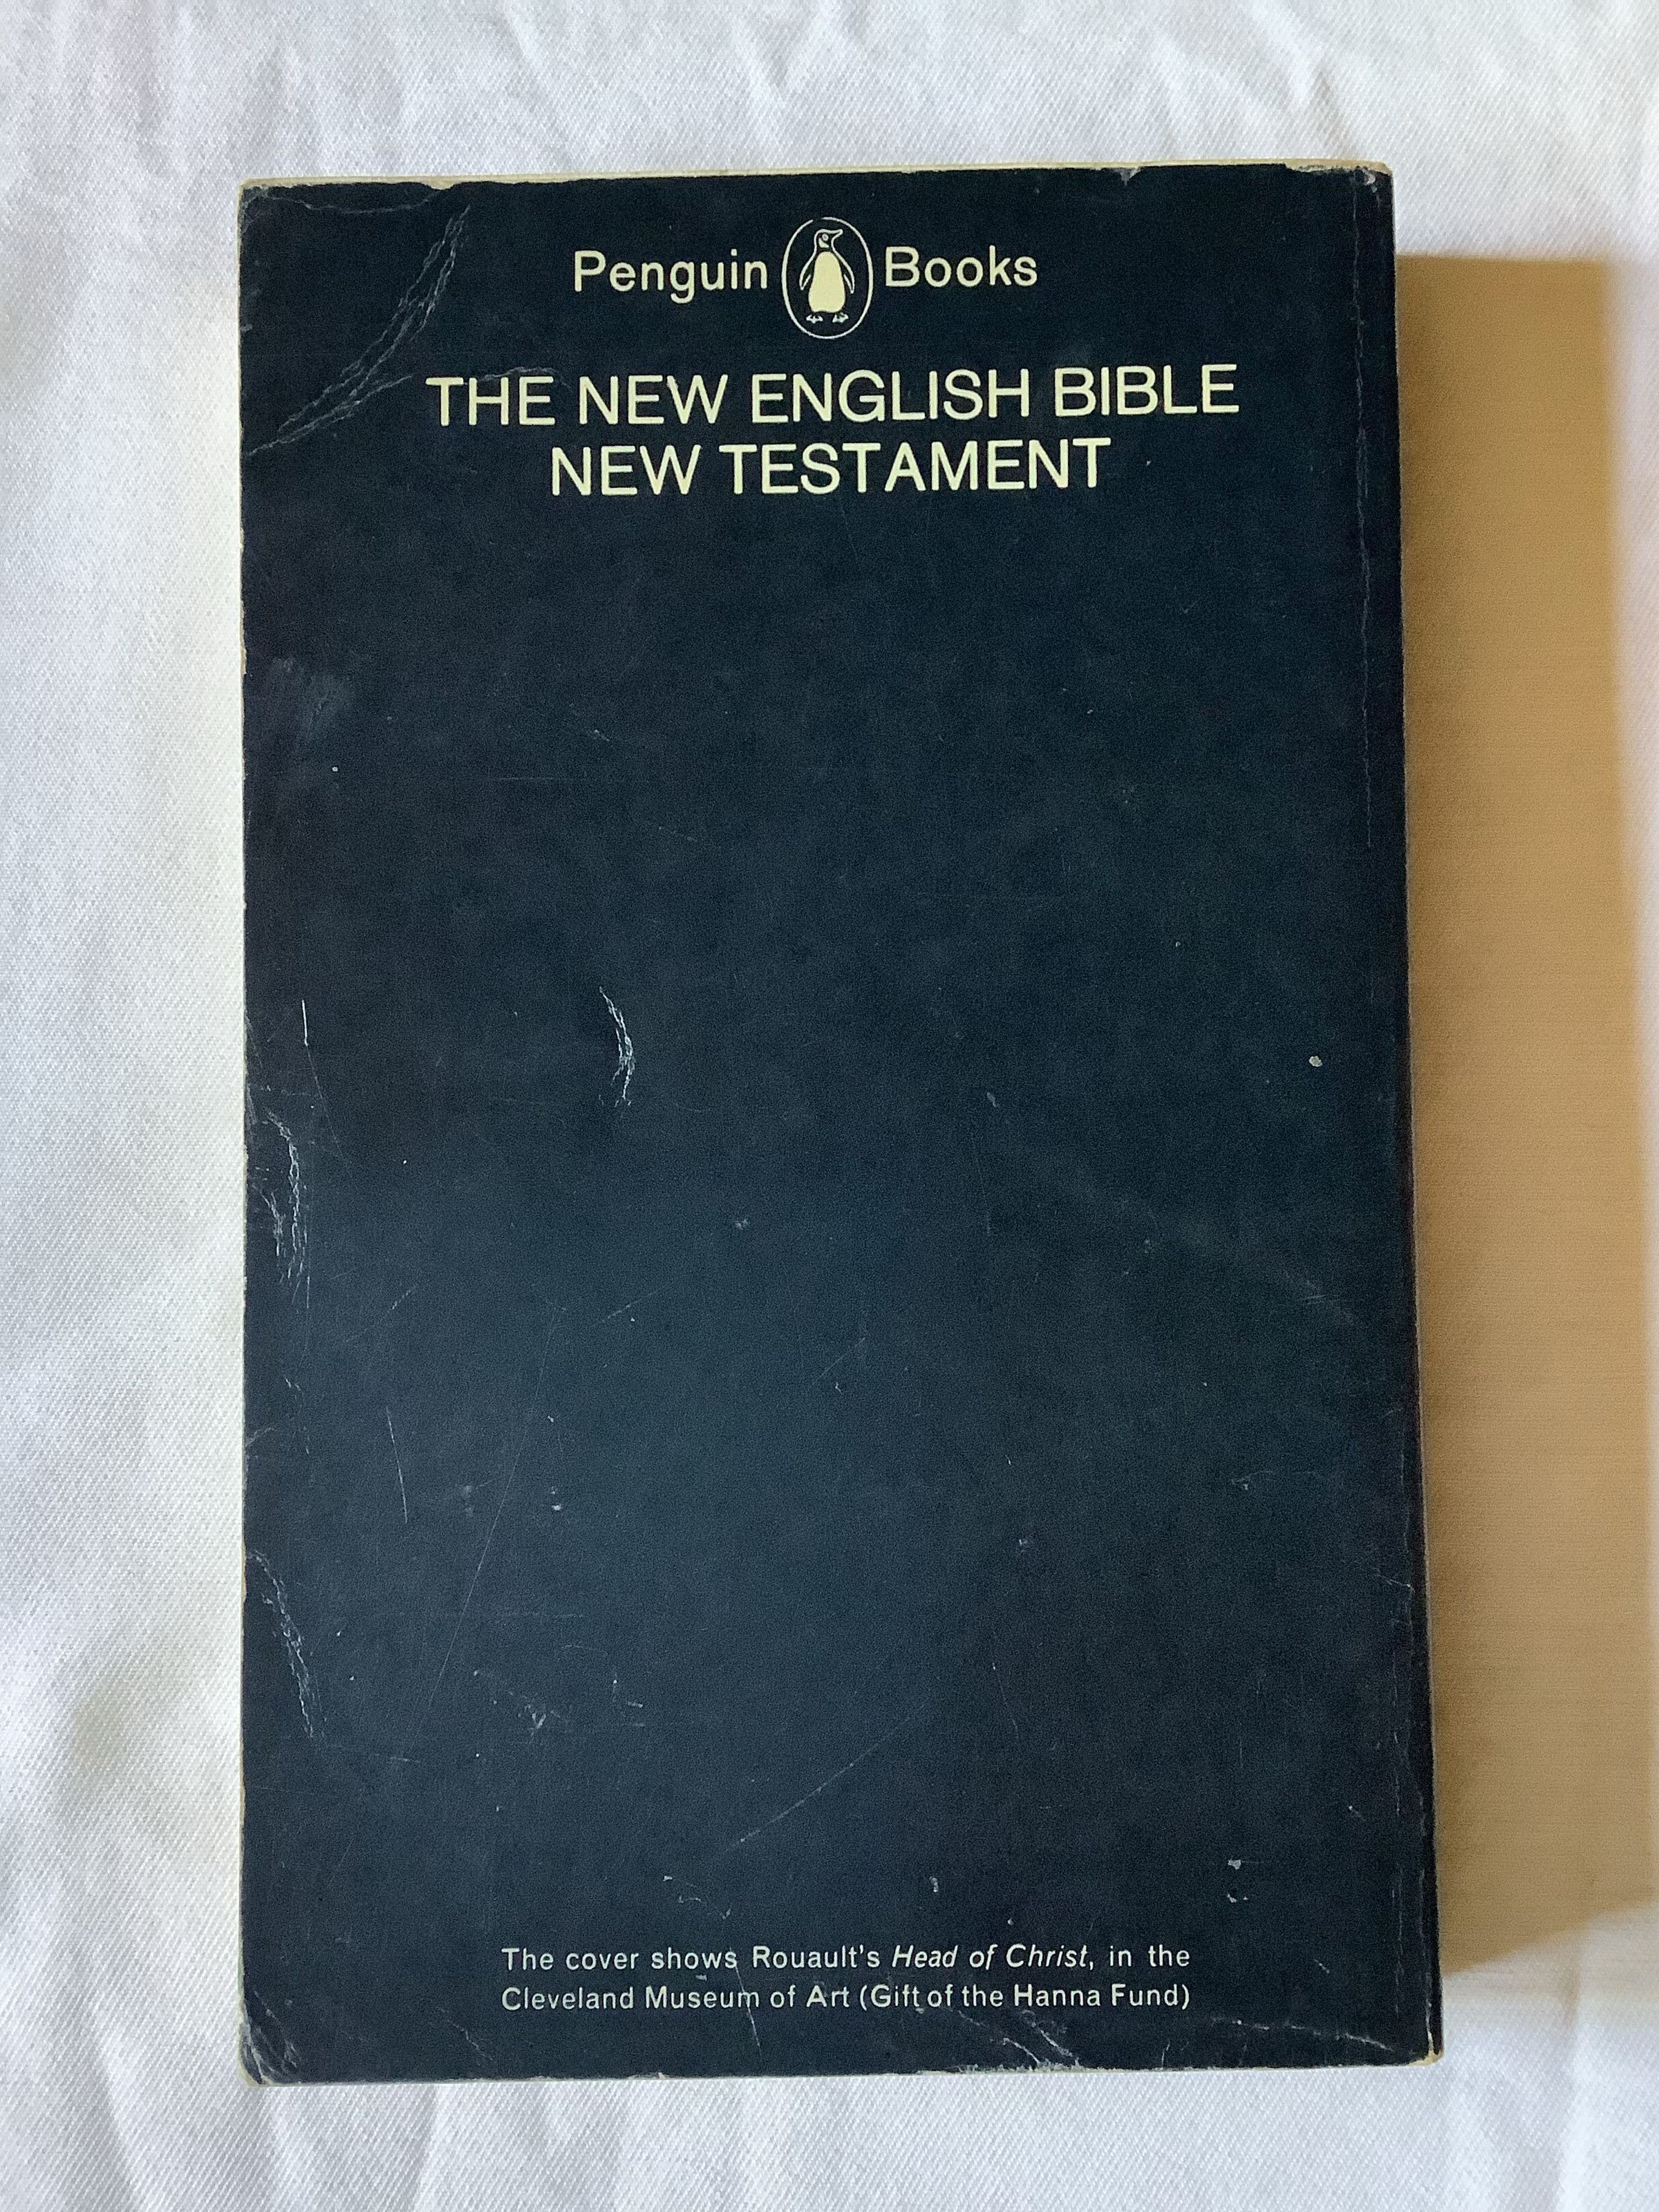 Penguin Books
THE NEW ENGLISH BIBLE
NEW TESTAMENT
The cover shows Rouault's Head of Christ, in the
Cleveland Museum of Art (Gift of the Hanna Fund)